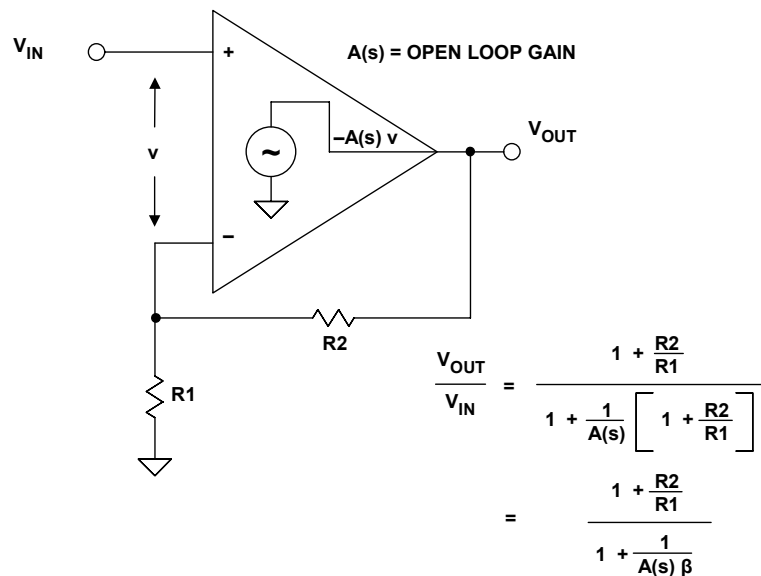 V_IN
A(s) = OPEN LOOP GAIN
+
V_OUT
–A(s) v
~
v
–
R2
R1
V_OUT / V_IN = (1 + R2/R1) / (1 + 1/A(s) [1 + R2/R1])
= (1 + R2/R1) / (1 + 1/(A(s) β))